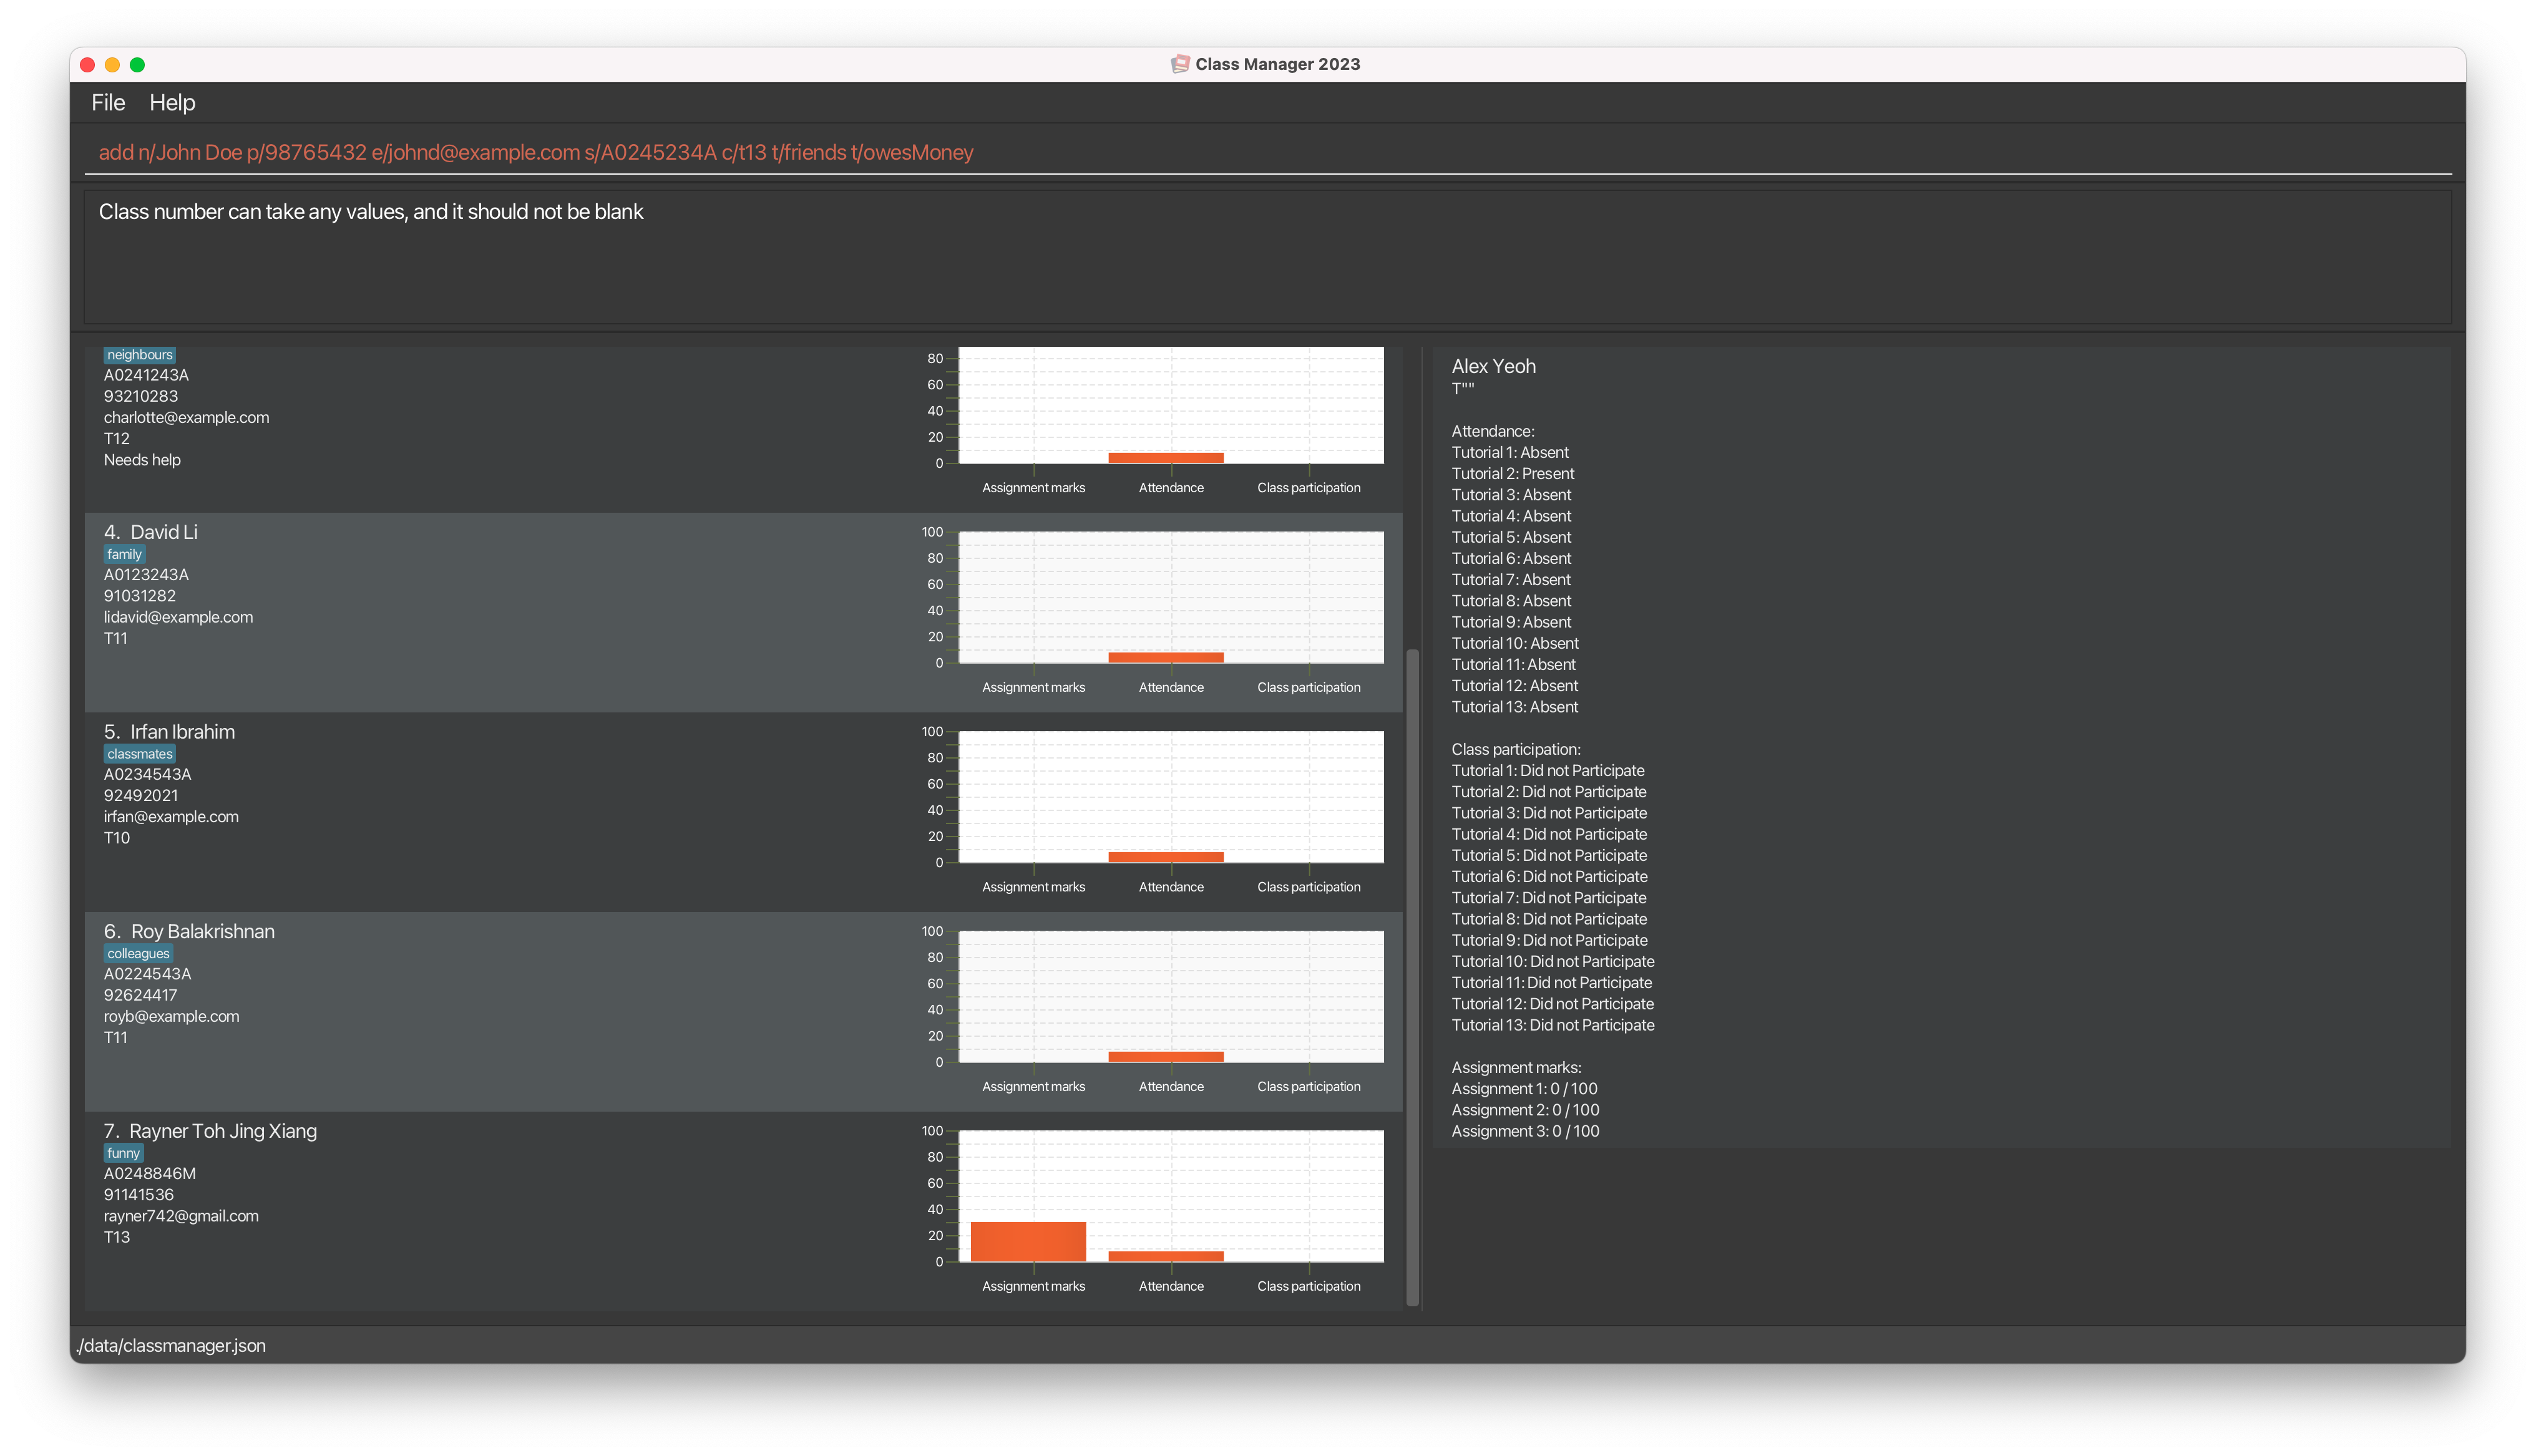 Class Manager 2023
File Help
add n/John Doe p/98765432 e/johnd@example.com s/A0245234A c/t13 t/friends t/owesMoney
Class number can take any values, and it should not be blank
neighbours
A0241243A
93210283
charlotte@example.com
T12
Needs help
80
60
40
20
0
Assignment marks Attendance Class participation
4. David Li
family
A0123243A
91031282
lidavid@example.com
T11
100
80
60
40
20
0
Assignment marks Attendance Class participation
5. Irfan Ibrahim
classmates
A0234543A
92492021
irfan@example.com
T10
100
80
60
40
20
0
Assignment marks Attendance Class participation
6. Roy Balakrishnan
colleagues
A0224543A
92624417
royb@example.com
T11
100
80
60
40
20
0
Assignment marks Attendance Class participation
7. Rayner Toh Jing Xiang
funny
A0248846M
91141536
rayner742@gmail.com
T13
100
80
60
40
20
0
Assignment marks Attendance Class participation
Alex Yeoh
T""
Attendance:
Tutorial 1: Absent
Tutorial 2: Present
Tutorial 3: Absent
Tutorial 4: Absent
Tutorial 5: Absent
Tutorial 6: Absent
Tutorial 7: Absent
Tutorial 8: Absent
Tutorial 9: Absent
Tutorial 10: Absent
Tutorial 11: Absent
Tutorial 12: Absent
Tutorial 13: Absent
Class participation:
Tutorial 1: Did not Participate
Tutorial 2: Did not Participate
Tutorial 3: Did not Participate
Tutorial 4: Did not Participate
Tutorial 5: Did not Participate
Tutorial 6: Did not Participate
Tutorial 7: Did not Participate
Tutorial 8: Did not Participate
Tutorial 9: Did not Participate
Tutorial 10: Did not Participate
Tutorial 11: Did not Participate
Tutorial 12: Did not Participate
Tutorial 13: Did not Participate
Assignment marks:
Assignment 1: 0 / 100
Assignment 2: 0 / 100
Assignment 3: 0 / 100
./data/classmanager.json